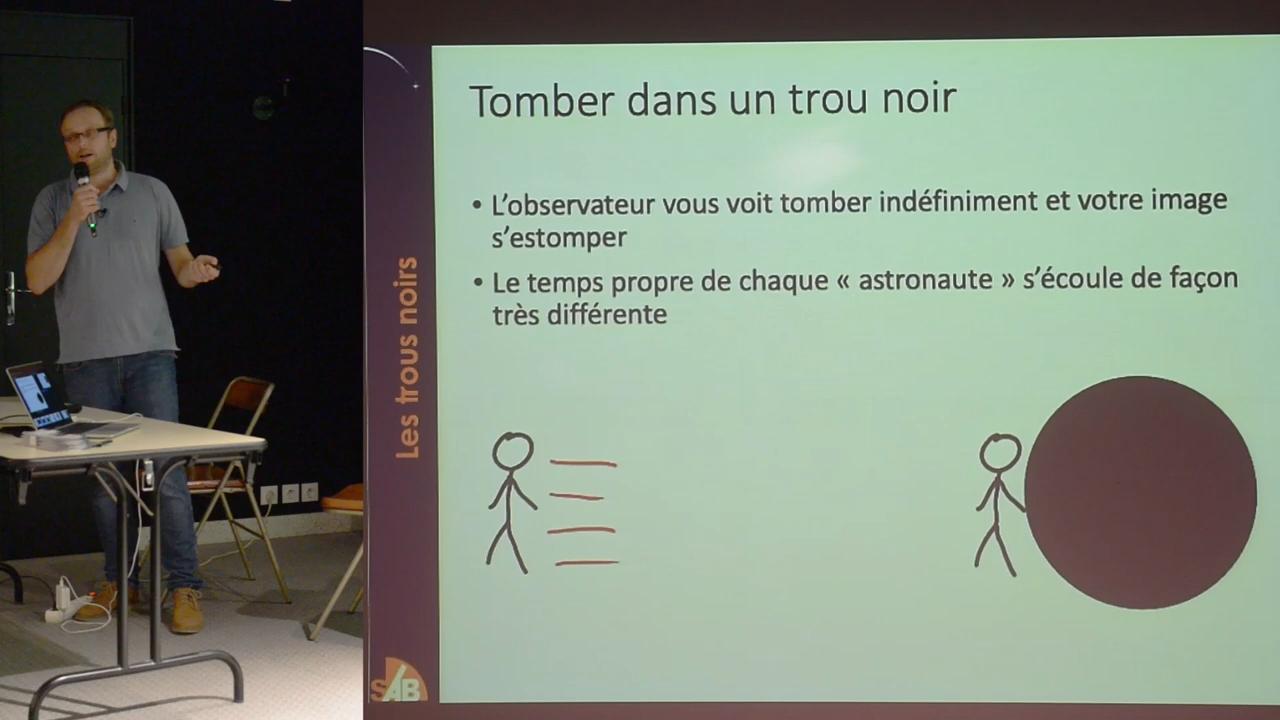 Tomber dans un trou noir
• L'observateur vous voit tomber indéfiniment et votre image
s'estomper
• Le temps propre de chaque « astronaute » s'écoule de façon
très différente
Les trous noirs
SAB